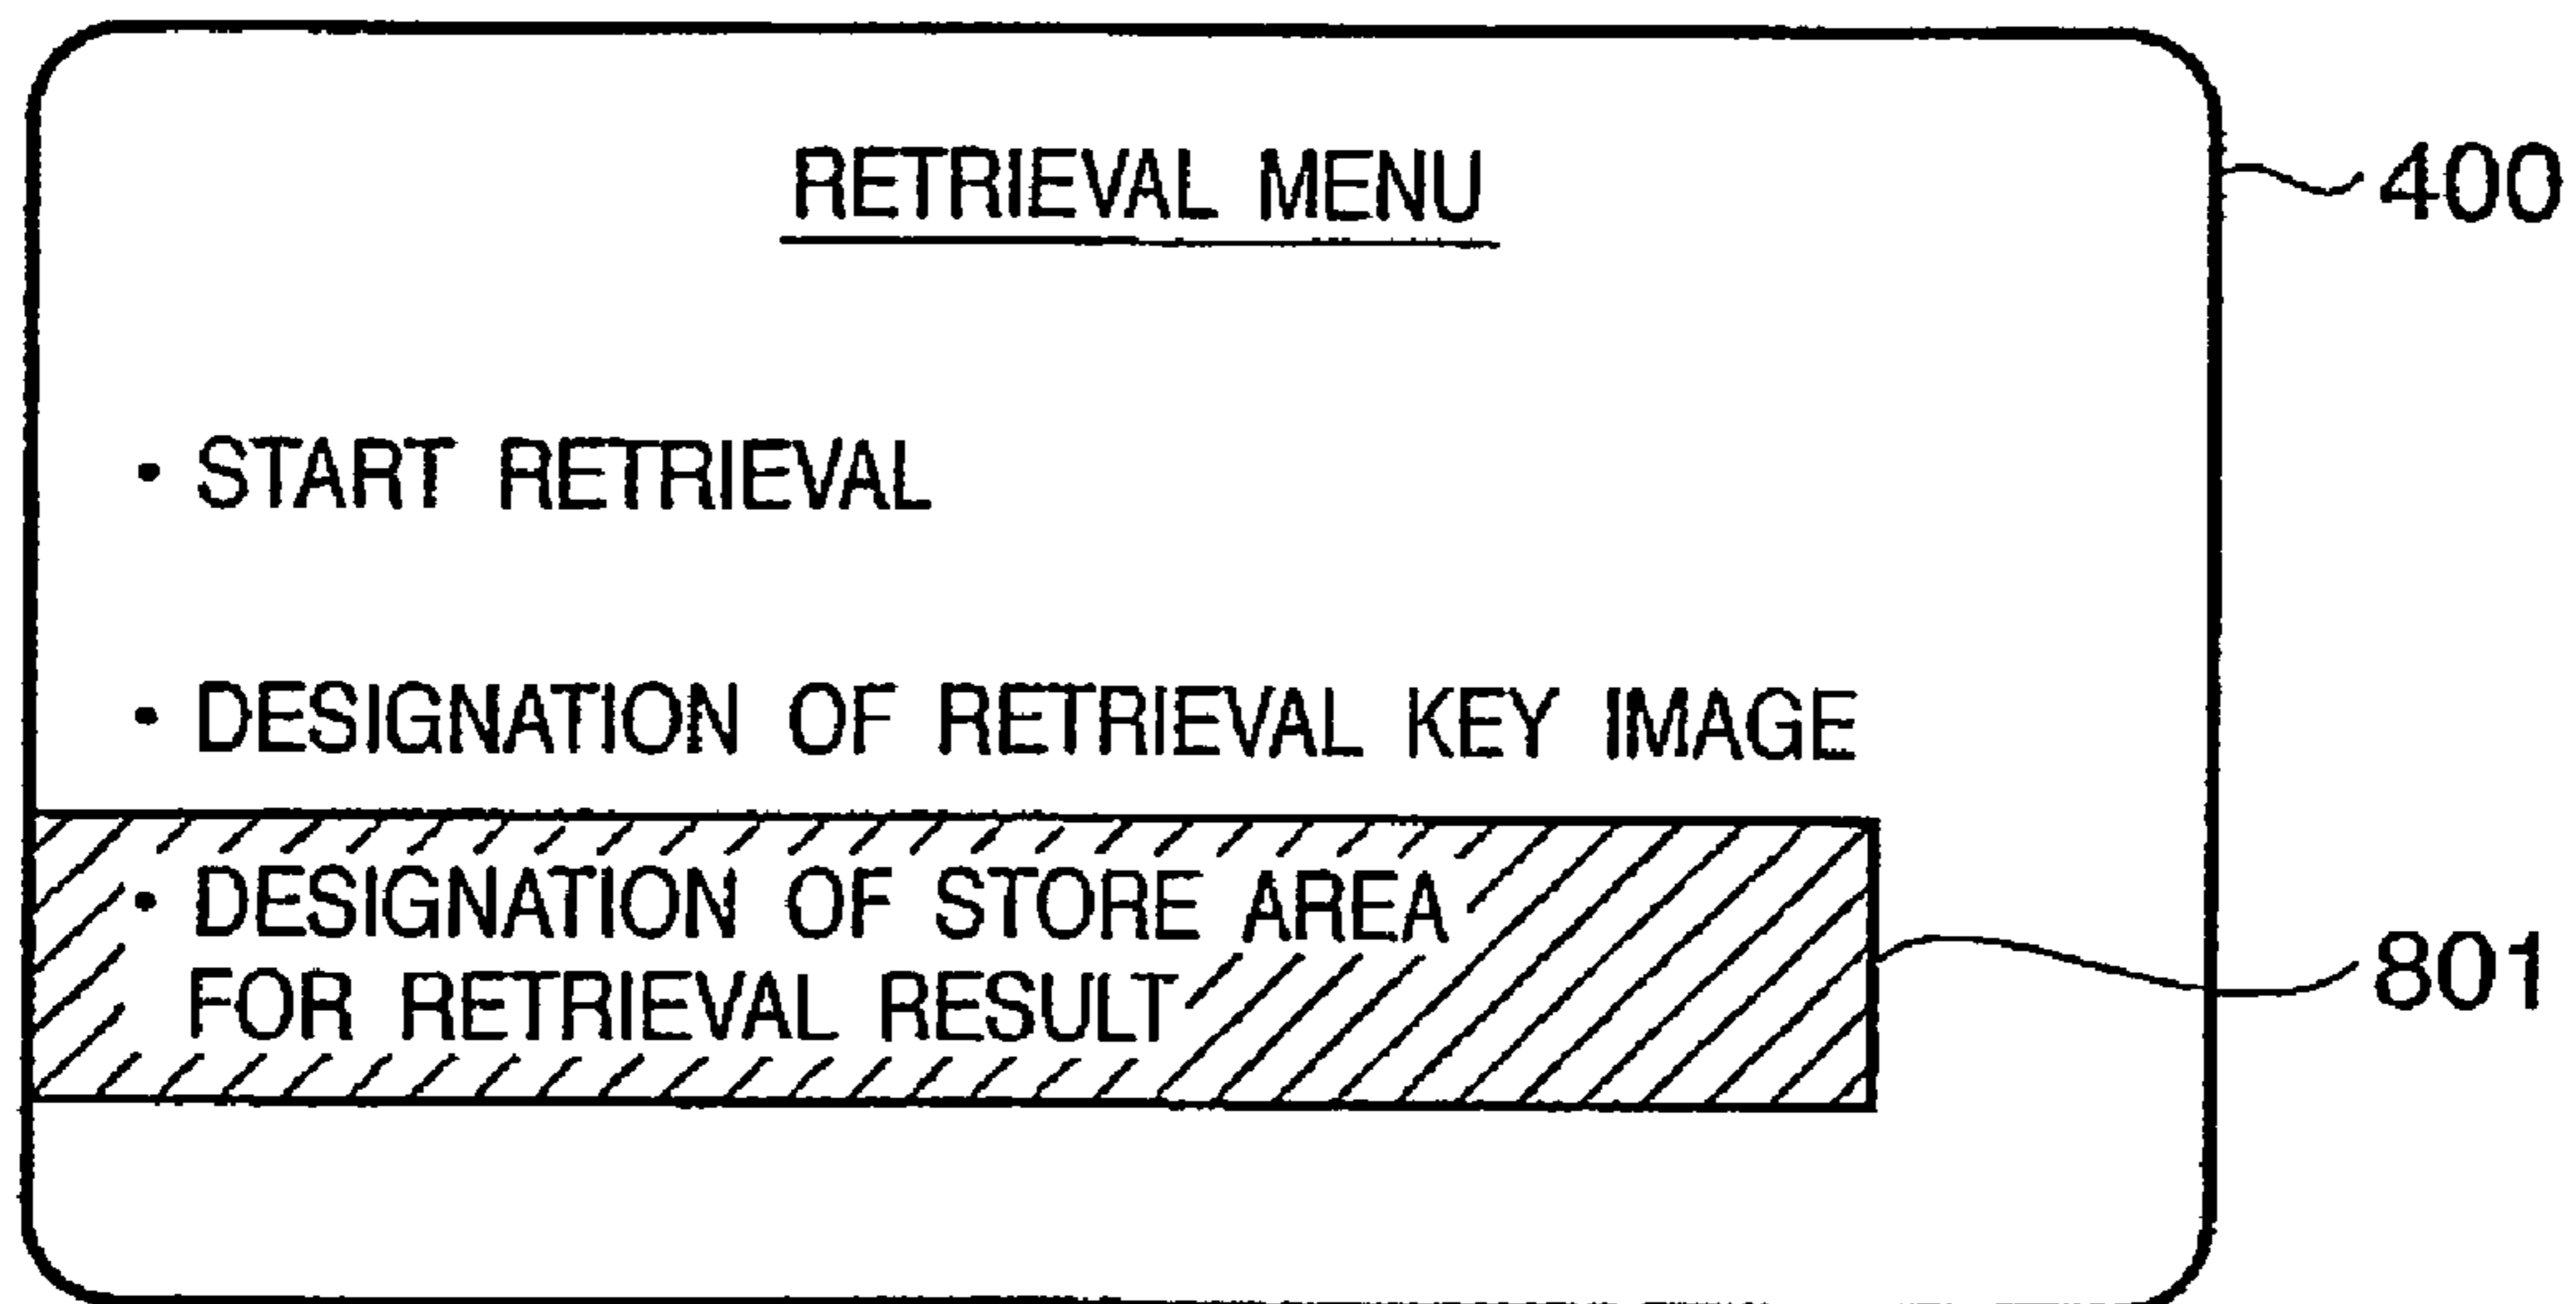 RETRIEVAL MENU
400
• START RETRIEVAL
• DESIGNATION OF RETRIEVAL KEY IMAGE
• DESIGNATION OF STORE AREA
FOR RETRIEVAL RESULT
801